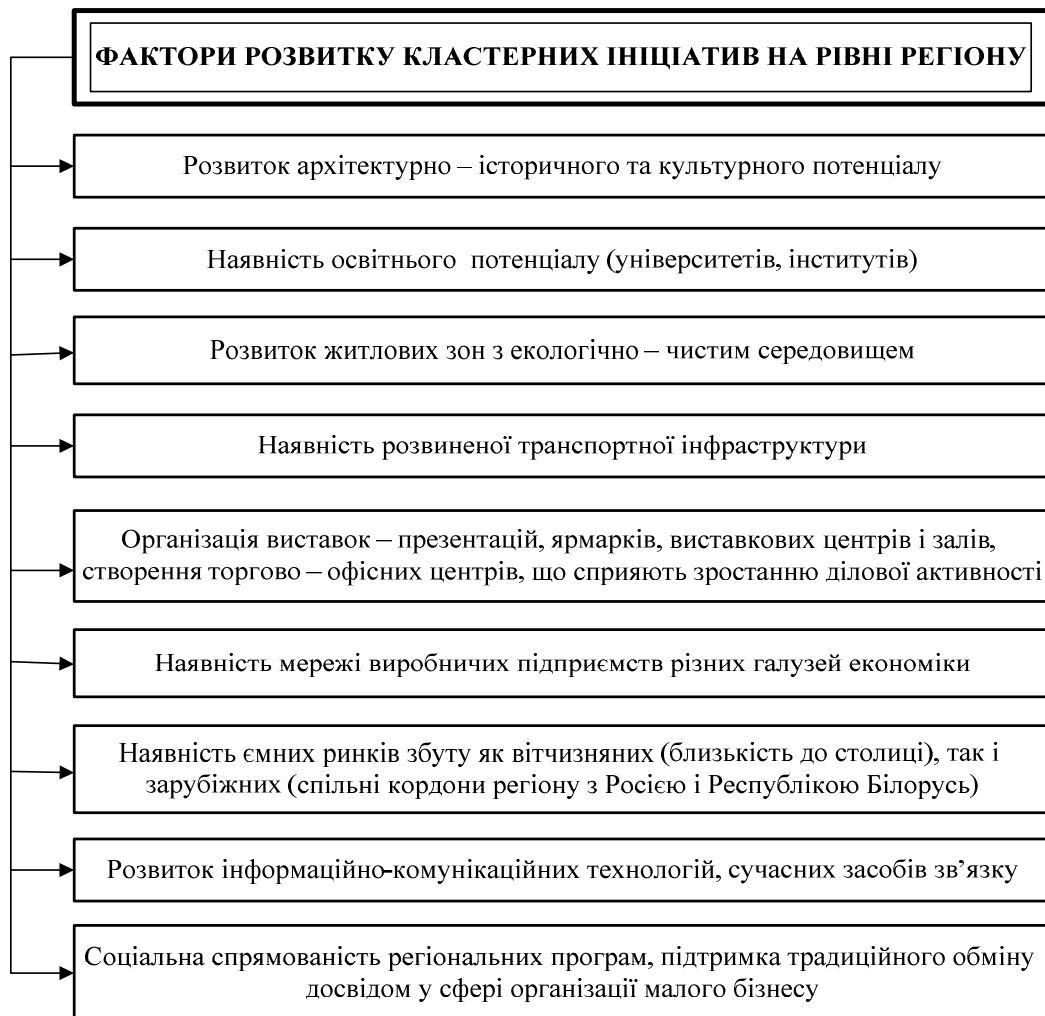 ФАКТОРИ РОЗВИТКУ КЛАСТЕРНИХ ІНІЦІАТИВ НА РІВНІ РЕГІОНУ
Розвиток архітектурно – історичного та культурного потенціалу
Наявність освітнього потенціалу (університетів, інститутів)
Розвиток житлових зон з екологічно – чистим середовищем
Наявність розвиненої транспортної інфраструктури
Організація виставок – презентацій, ярмарків, виставкових центрів і залів,
створення торгово – офісних центрів, що сприяють зростанню ділової активності
Наявність мережі виробничих підприємств різних галузей економіки
Наявність ємних ринків збуту як вітчизняних (близькість до столиці), так і
зарубіжних (спільні кордони регіону з Росією і Республікою Білорусь)
Розвиток інформаційно-комунікаційних технологій, сучасних засобів зв’язку
Соціальна спрямованість регіональних програм, підтримка традиційного обміну
досвідом у сфері організації малого бізнесу